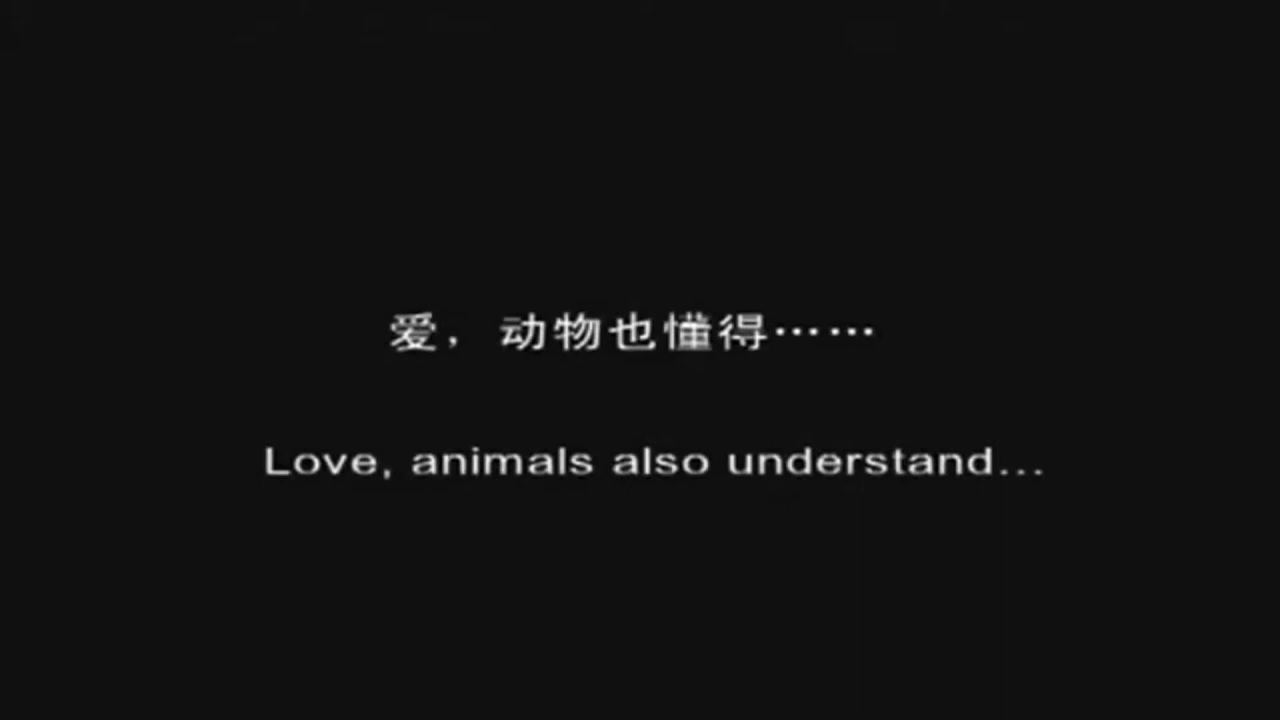 爱，动物也懂得……
Love, animals also understand...